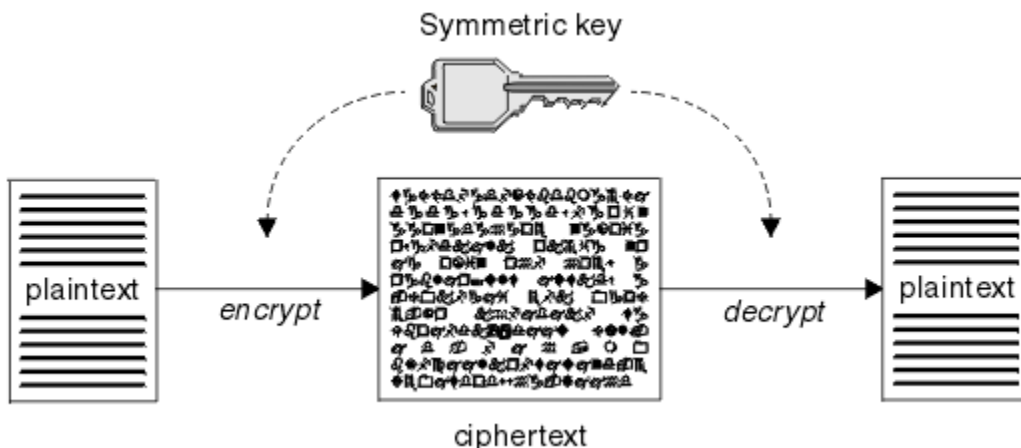 Symmetric key
plaintext
encrypt
decrypt
plaintext
ciphertext